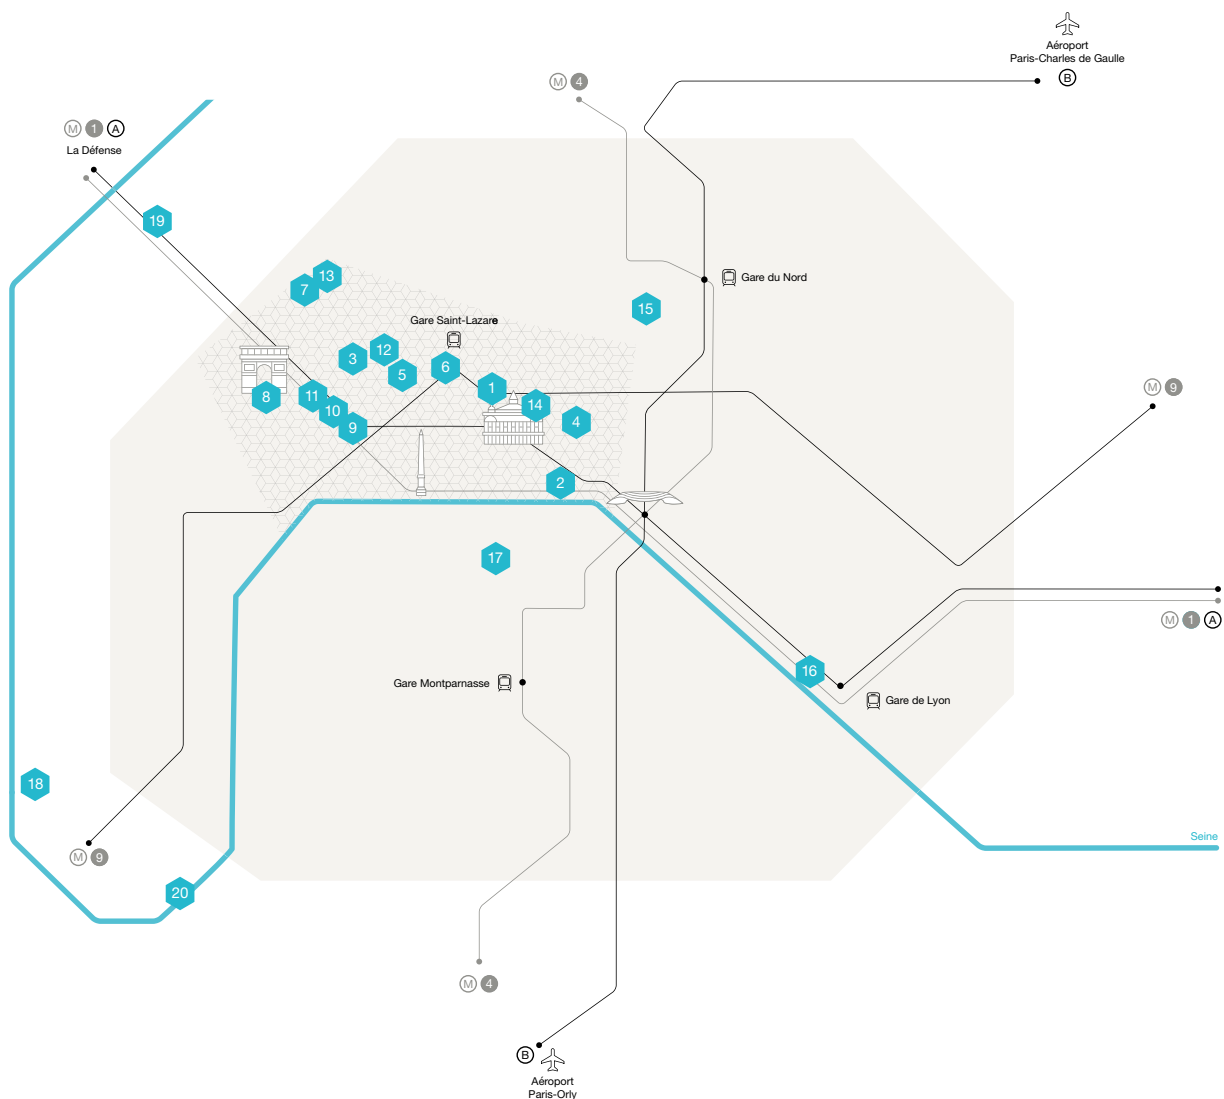 Aéroport
Paris-Charles de Gaulle
B
M 4
M 1 A
La Défense
19
13
7
Gare du Nord
15
Gare Saint-Lazare
12
3
6
5
1
M 9
11
8
14
10
4
9
2
17
M 1 A
16
Gare Montparnasse
Gare de Lyon
18
Seine
M 9
20
M 4
B
Aéroport
Paris-Orly